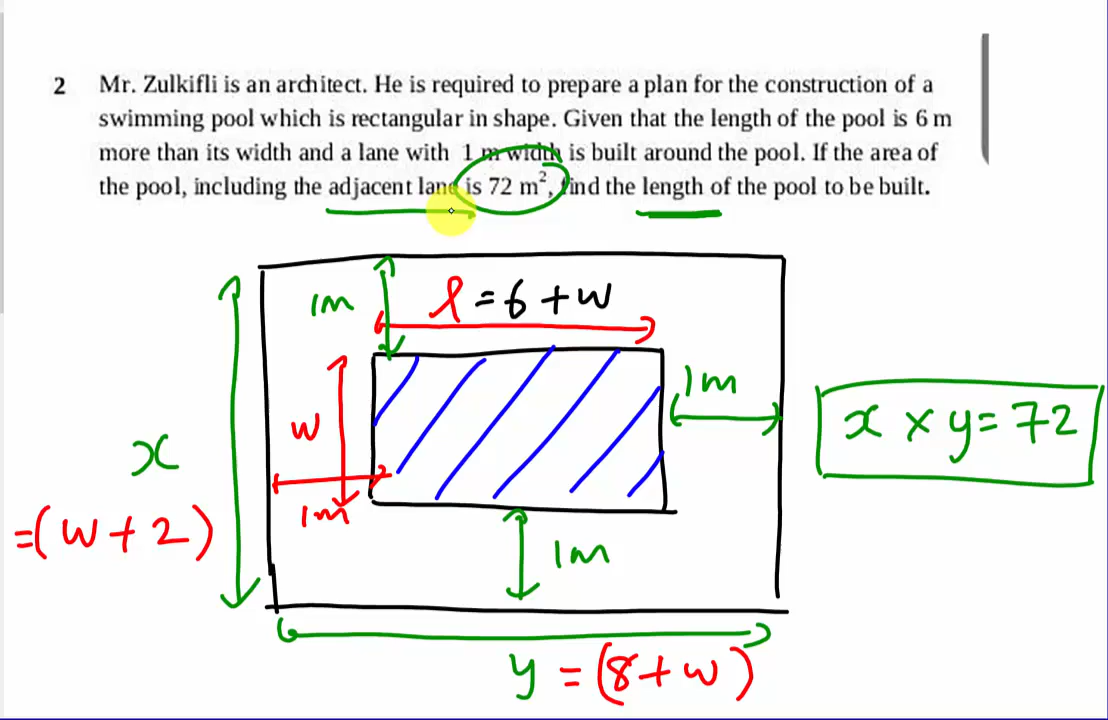 2 Mr. Zulkifli is an architect. He is required to prepare a plan for the construction of a
swimming pool which is rectangular in shape. Given that the length of the pool is 6 m
more than its width and a lane with 1 m width is built around the pool. If the area of
the pool, including the adjacent lane is 72 m², find the length of the pool to be built.
1m
l = 6 + w
1m
x × y = 72
w
x
1m
= (w + 2)
1m
y = (8 + w)